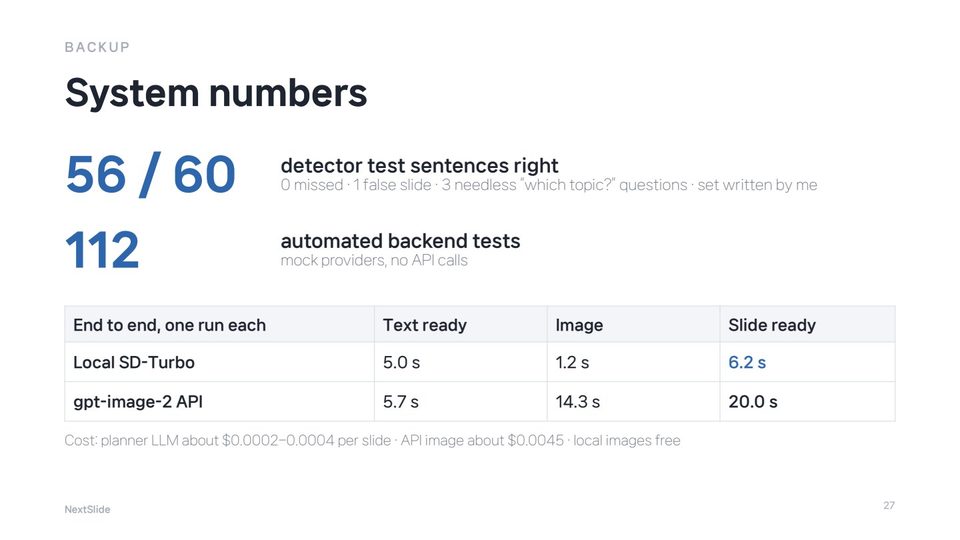 BACKUP
System numbers
56 / 60
detector test sentences right
0 missed · 1 false slide · 3 needless "which topic?" questions · set written by me
112
automated backend tests
mock providers, no API calls
End to end, one run each Text ready Image Slide ready
Local SD-Turbo 5.0 s 1.2 s 6.2 s
gpt-image-2 API 5.7 s 14.3 s 20.0 s
Cost: planner LLM about $0.0002–0.0004 per slide · API image about $0.0045 · local images free
NextSlide
27